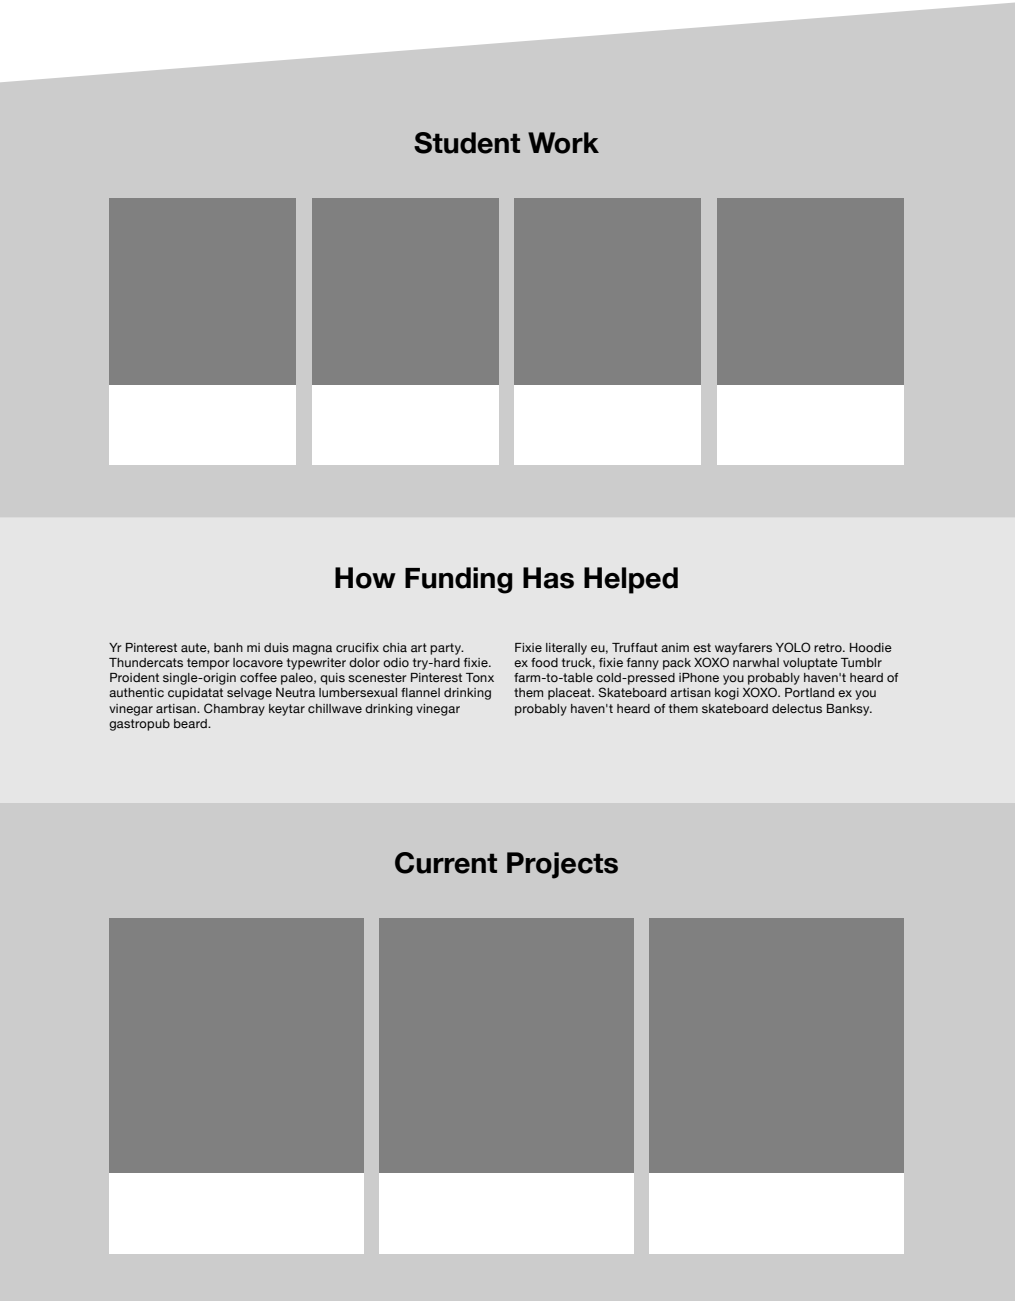 Student Work
How Funding Has Helped
Yr Pinterest aute, banh mi duis magna crucifix chia art party.
Thundercats tempor locavore typewriter dolor odio try-hard fixie.
Proident single-origin coffee paleo, quis scenester Pinterest Tonx
authentic cupidatat selvage Neutra lumbersexual flannel drinking
vinegar artisan. Chambray keytar chillwave drinking vinegar
gastropub beard.
Fixie literally eu, Truffaut anim est wayfarers YOLO retro. Hoodie
ex food truck, fixie fanny pack XOXO narwhal voluptate Tumblr
farm-to-table cold-pressed iPhone you probably haven't heard of
them placeat. Skateboard artisan kogi XOXO. Portland ex you
probably haven't heard of them skateboard delectus Banksy.
Current Projects